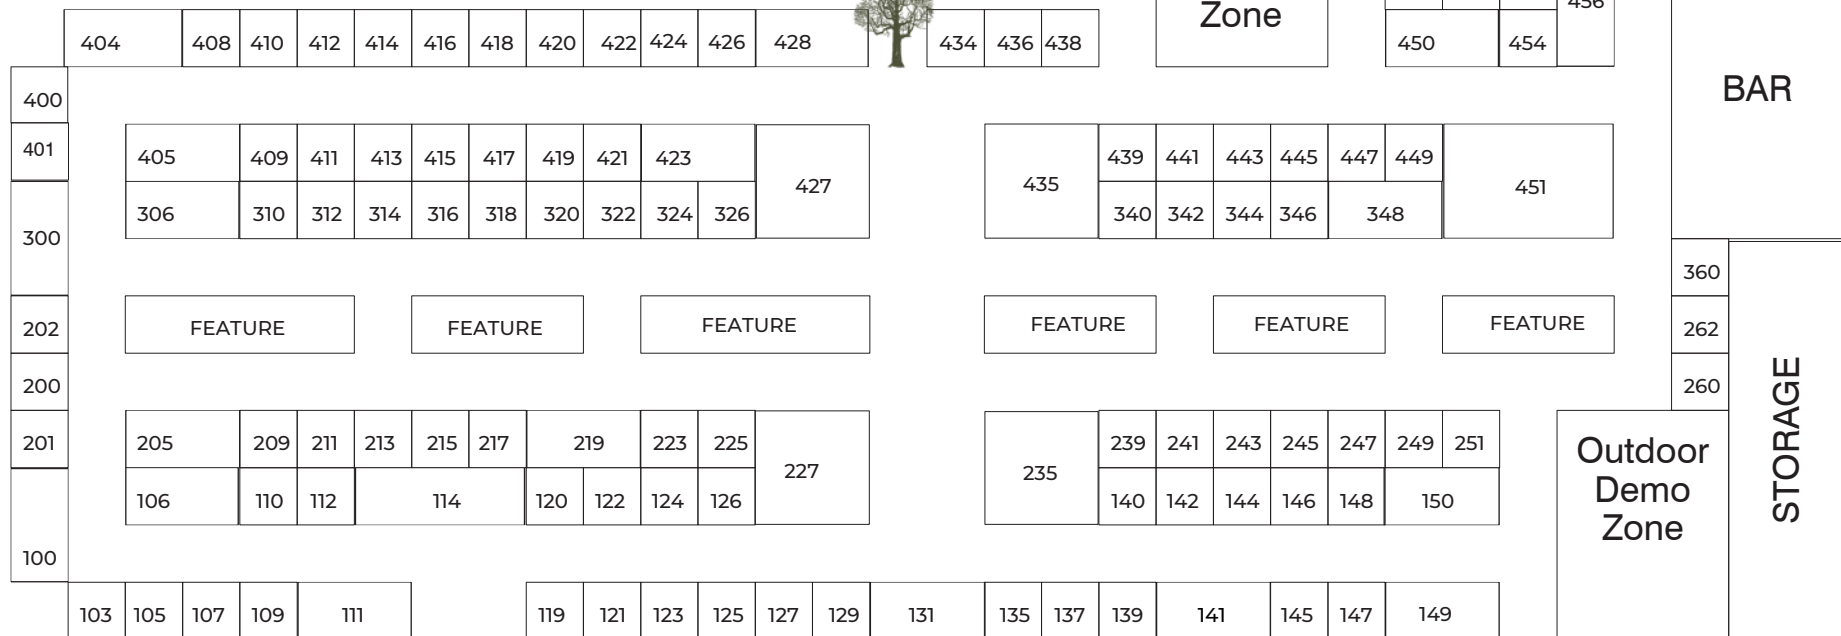 Zone
456
404 408 410 412 414 416 418 420 422 424 426 428 434 436 438 450 454
400
BAR
401
405 409 411 413 415 417 419 421 423 427 435 439 441 443 445 447 449 451
306 310 312 314 316 318 320 322 324 326 340 342 344 346 348
300
360
202 FEATURE FEATURE FEATURE FEATURE FEATURE FEATURE 262
200 260
STORAGE
201 205 209 211 213 215 217 219 223 225 227 235 239 241 243 245 247 249 251
Outdoor
Demo
Zone
106 110 112 114 120 122 124 126 140 142 144 146 148 150
100
103 105 107 109 111 119 121 123 125 127 129 131 135 137 139 141 145 147 149